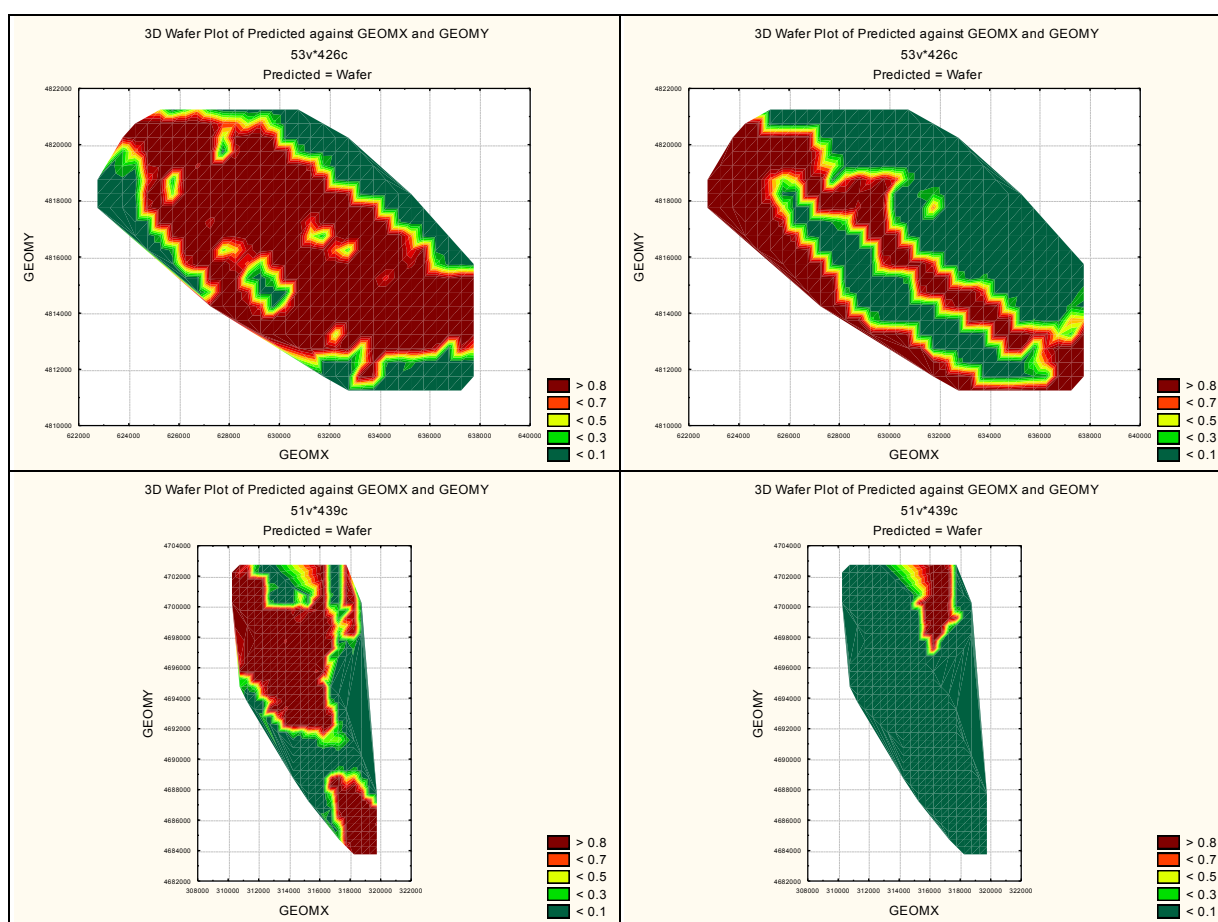 3D Wafer Plot of Predicted against GEOMX and GEOMY
53v*426c
Predicted = Wafer
4822000
4820000
4818000
4816000
4814000
4812000
4810000
GEOMY
622000 624000 626000 628000 630000 632000 634000 636000 638000 640000
GEOMX
> 0.8
< 0.7
< 0.5
< 0.3
< 0.1
3D Wafer Plot of Predicted against GEOMX and GEOMY
53v*426c
Predicted = Wafer
4822000
4820000
4818000
4816000
4814000
4812000
4810000
GEOMY
622000 624000 626000 628000 630000 632000 634000 636000 638000 640000
GEOMX
> 0.8
< 0.7
< 0.5
< 0.3
< 0.1
3D Wafer Plot of Predicted against GEOMX and GEOMY
51v*439c
Predicted = Wafer
4704000
4702000
4700000
4698000
4696000
4694000
4692000
4690000
4688000
4686000
4684000
4682000
GEOMY
308000 310000 312000 314000 316000 318000 320000 322000
GEOMX
> 0.8
< 0.7
< 0.5
< 0.3
< 0.1
3D Wafer Plot of Predicted against GEOMX and GEOMY
51v*439c
Predicted = Wafer
4704000
4702000
4700000
4698000
4696000
4694000
4692000
4690000
4688000
4686000
4684000
4682000
GEOMY
308000 310000 312000 314000 316000 318000 320000 322000
GEOMX
> 0.8
< 0.7
< 0.5
< 0.3
< 0.1